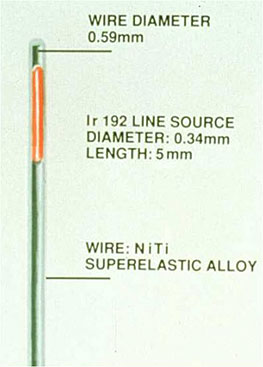 WIRE DIAMETER
0.59mm
Ir 192 LINE SOURCE
DIAMETER: 0.34mm
LENGTH: 5mm
WIRE: NiTi
SUPERELASTIC ALLOY